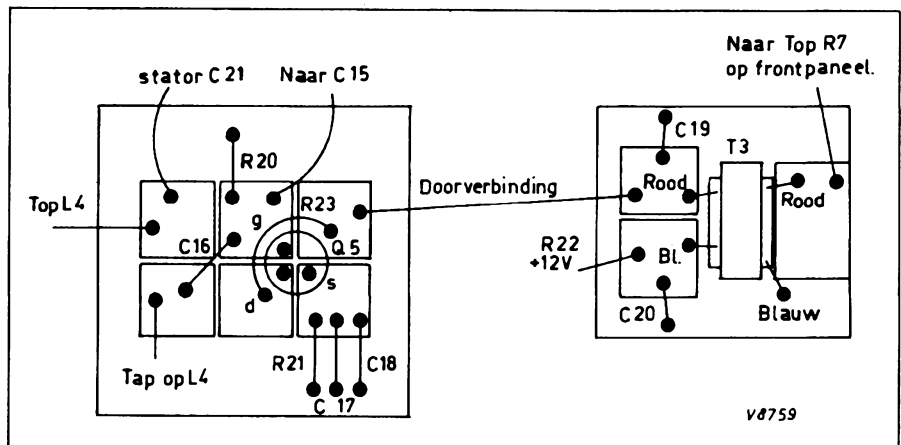 stator C21
Naar C15
Naar Top R7
op frontpaneel.
R20
C19
T3
Top L4
g
R23
Doorverbinding
Rood
Rood
C16
Q5
R22
+12V
Bl.
s
d
C20
Blauw
Tap op L4
R21
C18
C 17
V8759